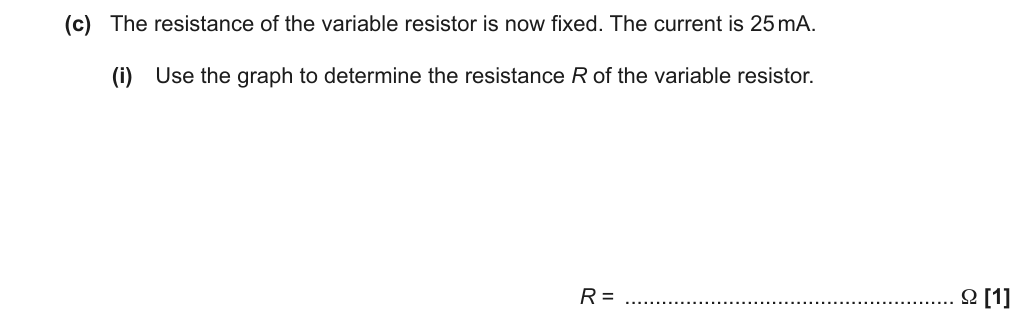 (c) The resistance of the variable resistor is now fixed. The current is 25 mA.
(i) Use the graph to determine the resistance R of the variable resistor.
R = ...................................................... Ω [1]